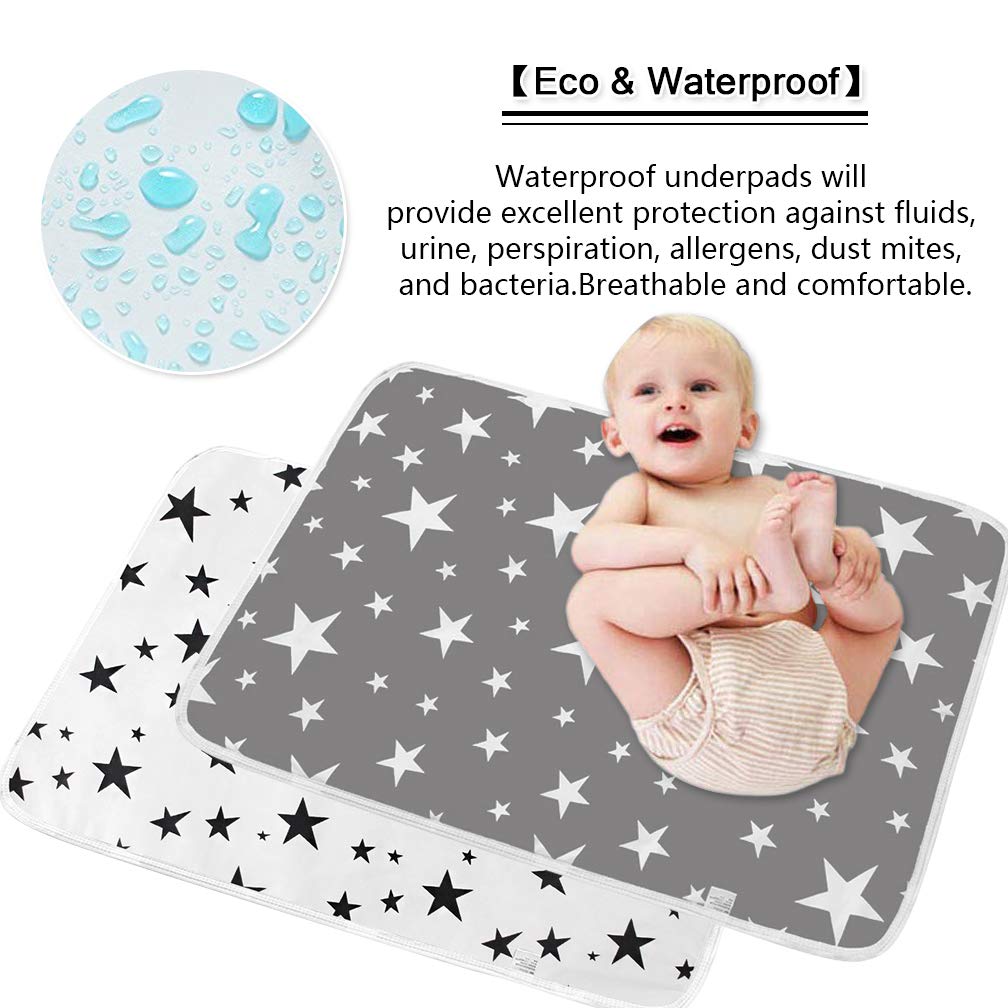 【Eco & Waterproof】
Waterproof underpads will
provide excellent protection against fluids,
urine, perspiration, allergens, dust mites,
and bacteria.Breathable and comfortable.